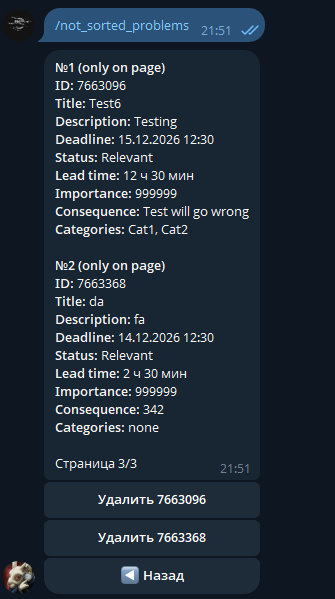 /not_sorted_problems 21:51
№1 (only on page)
ID: 7663096
Title: Test6
Description: Testing
Deadline: 15.12.2026 12:30
Status: Relevant
Lead time: 12 ч 30 мин
Importance: 999999
Consequence: Test will go wrong
Categories: Cat1, Cat2
№2 (only on page)
ID: 7663368
Title: da
Description: fa
Deadline: 14.12.2026 12:30
Status: Relevant
Lead time: 2 ч 30 мин
Importance: 999999
Consequence: 342
Categories: none
Страница 3/3
21:51
Удалить 7663096
Удалить 7663368
◀ Назад